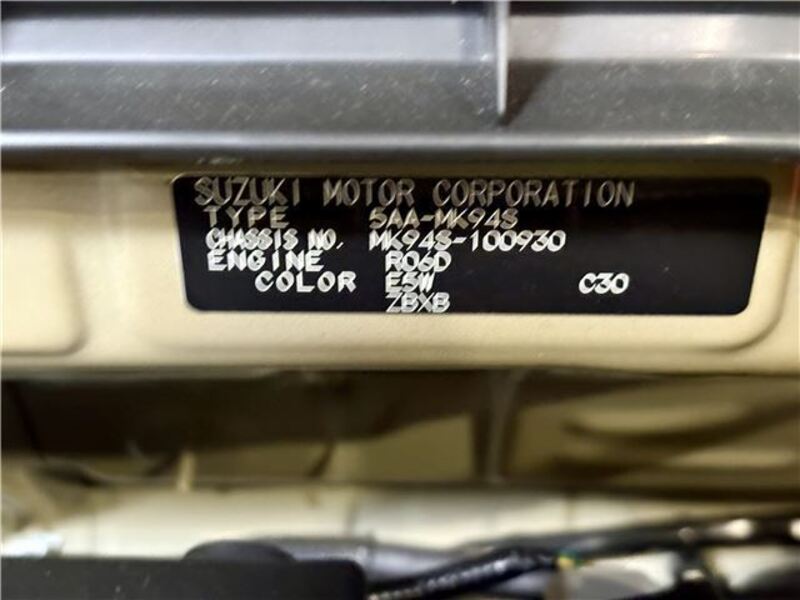 SUZUKI MOTOR CORPORATION
TYPE 5AA-MK94S
CHASSIS NO. MK94S-100930
ENGINE R06D
COLOR E5W C30
ZBXB